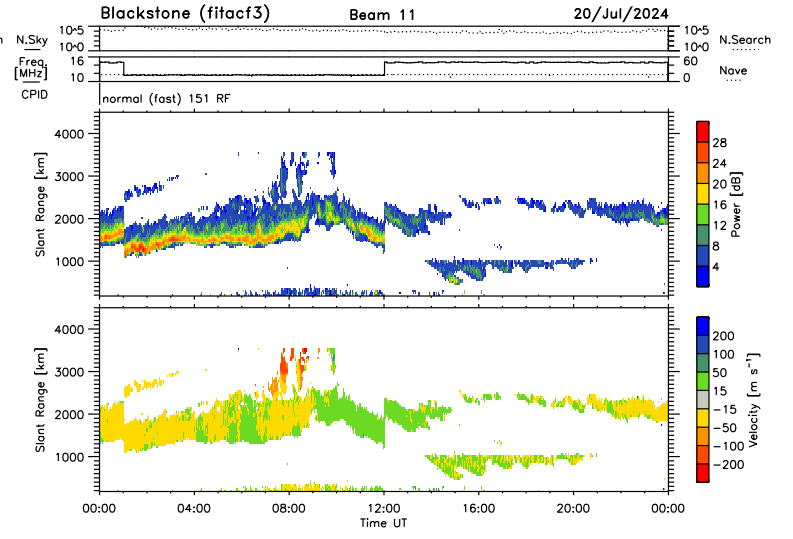 Blackstone (fitacf3) Beam 11 20/Jul/2024
N.Sky 10^5 10^5 N.Search
10^0 10^0
Freq. [MHz] 16 60 Nave
10 0
CPID normal (fast) 151 RF
Slant Range [km]
4000
3000
2000
1000
28
24
20
16
12
8
4
Power [dB]
Slant Range [km]
4000
3000
2000
1000
200
100
50
15
-15
-50
-100
-200
Velocity [m s^-1]
00:00 04:00 08:00 12:00 16:00 20:00 00:00
Time UT